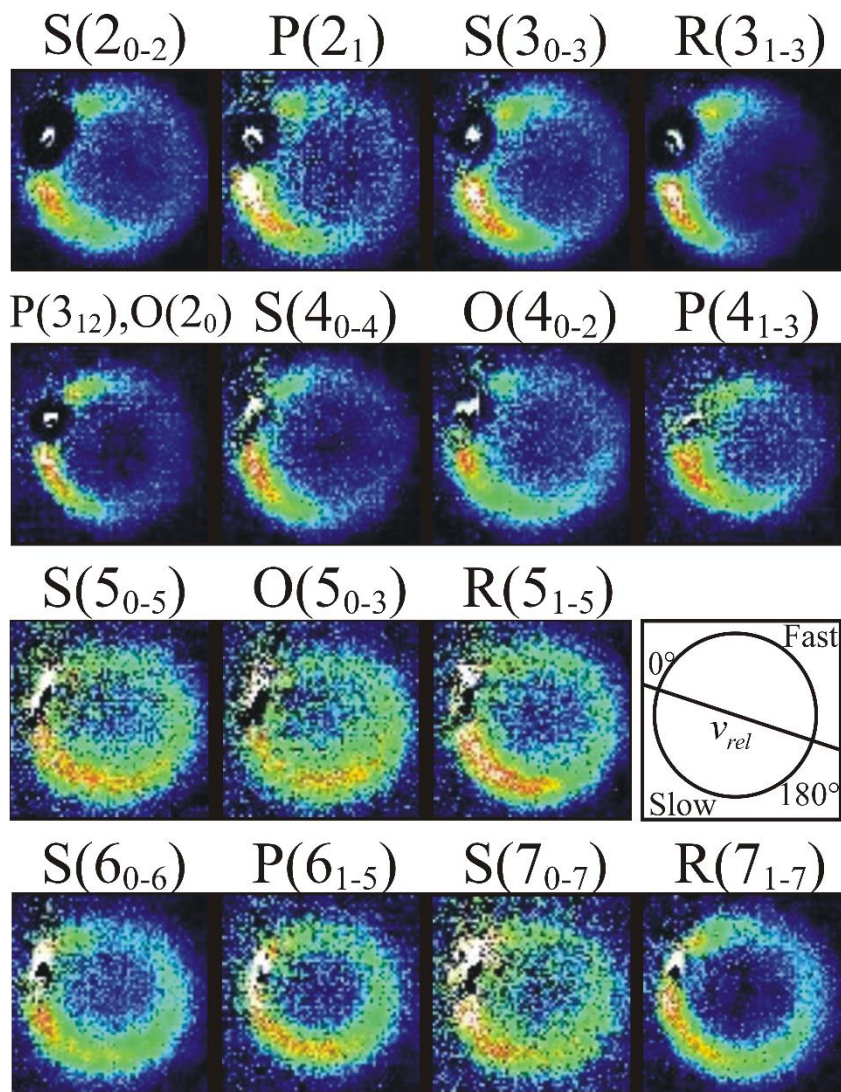 S(2₀₋₂) P(2₁) S(3₀₋₃) R(3₁₋₃)
P(3₁₂),O(2₀) S(4₀₋₄) O(4₀₋₂) P(4₁₋₃)
S(5₀₋₅) O(5₀₋₃) R(5₁₋₅)
Fast
0°
v_rel
Slow 180°
S(6₀₋₆) P(6₁₋₅) S(7₀₋₇) R(7₁₋₇)